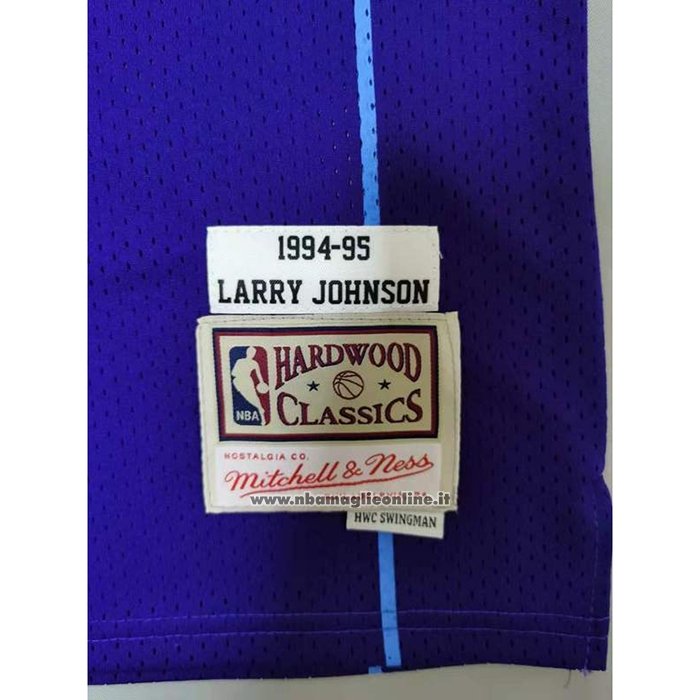 1994-95
LARRY JOHNSON
HARDWOOD
CLASSICS
NBA
NOSTALGIA CO.
Mitchell & Ness
www.nbamaglieonline.it
HWC SWINGMAN